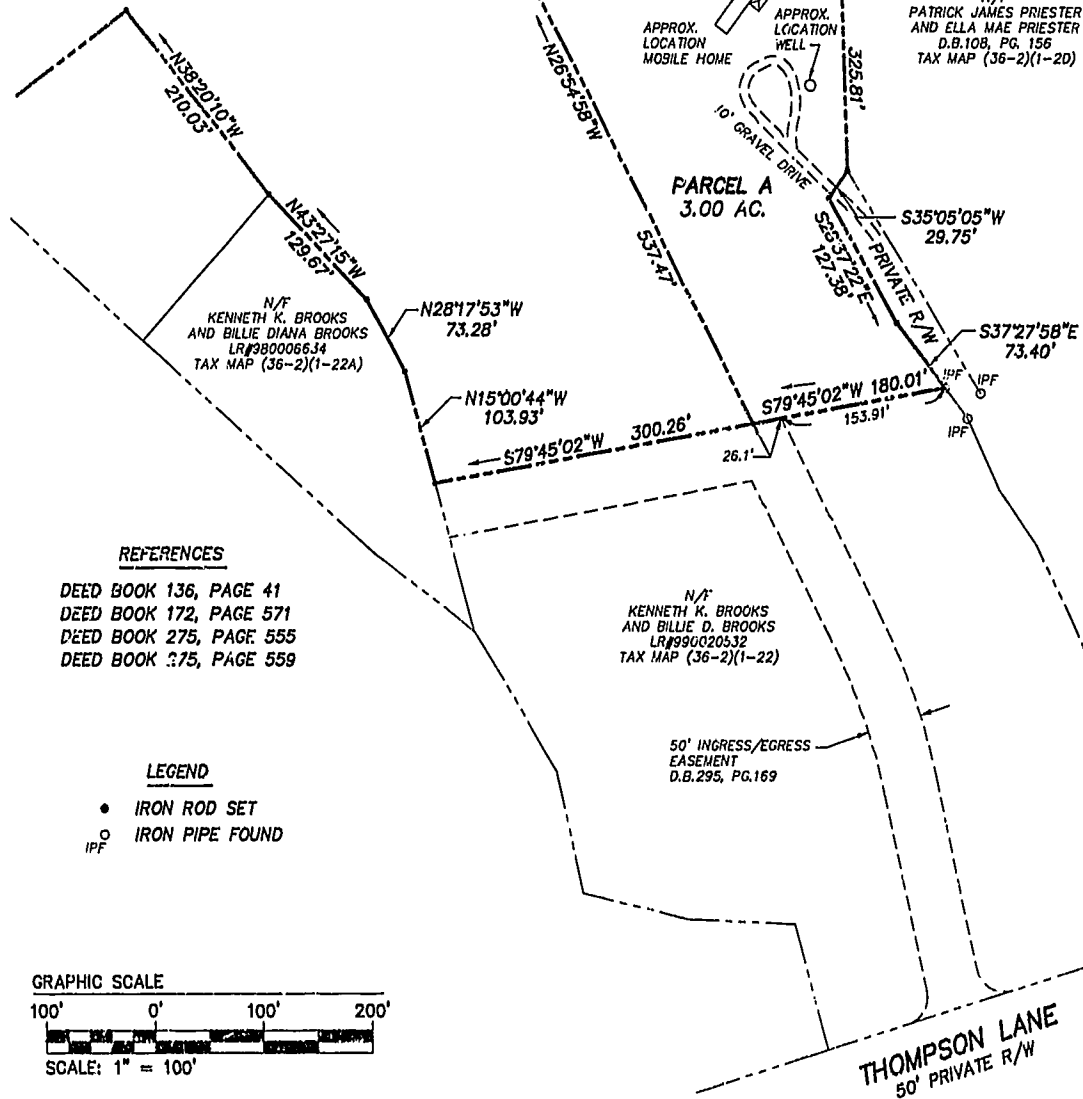 APPROX.
LOCATION
MOBILE HOME
APPROX.
LOCATION
WELL
PATRICK JAMES PRIESTER
AND ELLA MAE PRIESTER
D.B.108, PG. 156
TAX MAP (36-2)(1-2D)
N38°20'10"W
210.03'
N26°54'58"W
537.47'
325.81'
10' GRAVEL DRIVE
PARCEL A
3.00 AC.
S35°05'05"W
29.75'
PRIVATE R/W
S26°37'22"E
127.38'
S37°27'58"E
73.40'
IPF
IPF
IPF
N43°27'15"W
129.67'
N/F
KENNETH K. BROOKS
AND BILLIE DIANA BROOKS
LR#980006634
TAX MAP (36-2)(1-22A)
N28°17'53"W
73.28'
N15°00'44"W
103.93'
S79°45'02"W 300.26'
S79°45'02"W 180.01'
153.91'
26.1'
REFERENCES
DEED BOOK 136, PAGE 41
DEED BOOK 172, PAGE 571
DEED BOOK 275, PAGE 555
DEED BOOK 275, PAGE 559
N/F
KENNETH K. BROOKS
AND BILLIE D. BROOKS
LR#990020532
TAX MAP (36-2)(1-22)
50' INGRESS/EGRESS
EASEMENT
D.B.295, PG.169
LEGEND
IRON ROD SET
IPF IRON PIPE FOUND
GRAPHIC SCALE
100' 0' 100' 200'
SCALE: 1" = 100'
THOMPSON LANE
50' PRIVATE R/W